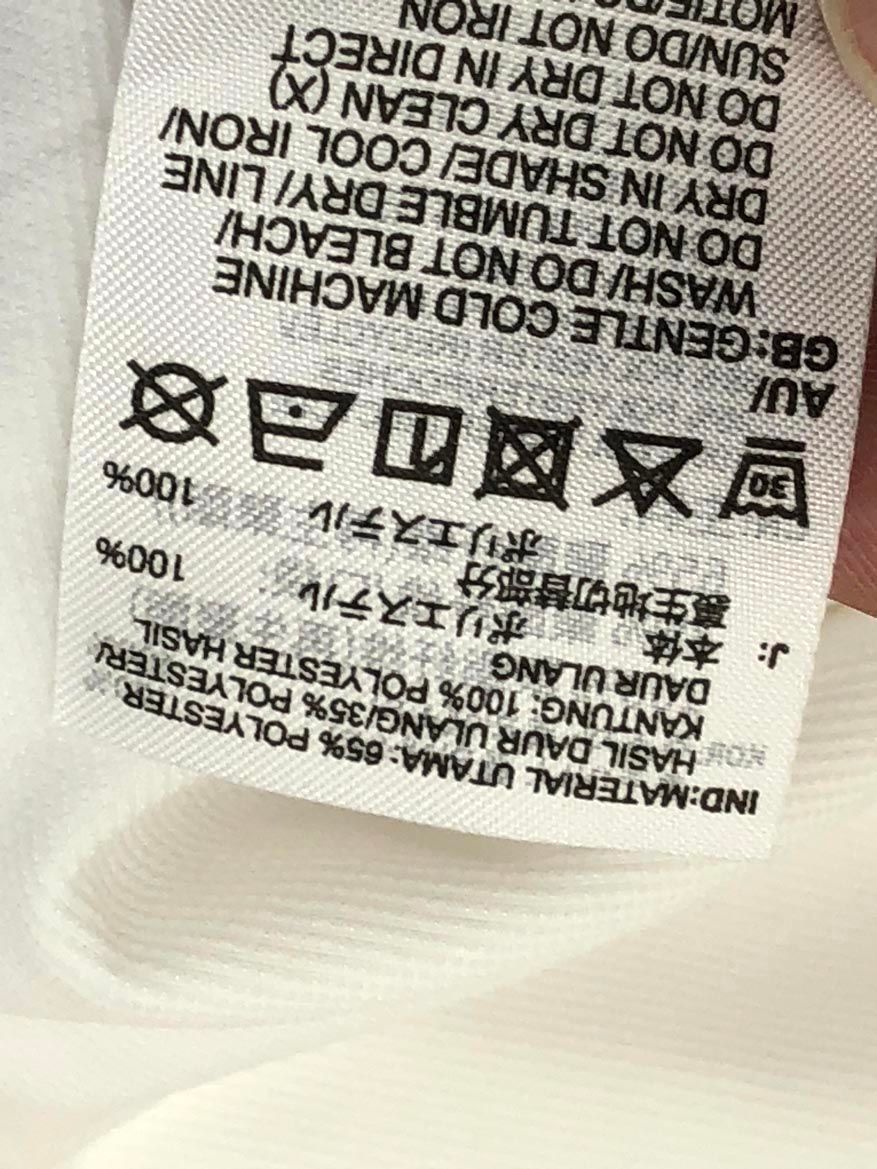 IND:MATERIAL UTAMA: 65% POLYESTER
HASIL DAUR ULANG/35% POLYESTER/
KANTUNG: 100% POLYESTER HASIL
DAUR ULANG
J: 本体
ポリエステル 100%
裏生地切替部分
ポリエステル 100%
30
AU/
GB:GENTLE COLD MACHINE
WASH/ DO NOT BLEACH/
DO NOT TUMBLE DRY/ LINE
DRY IN SHADE/ COOL IRON/
DO NOT DRY CLEAN (X)
DO NOT DRY IN DIRECT
SUN/DO NOT IRON